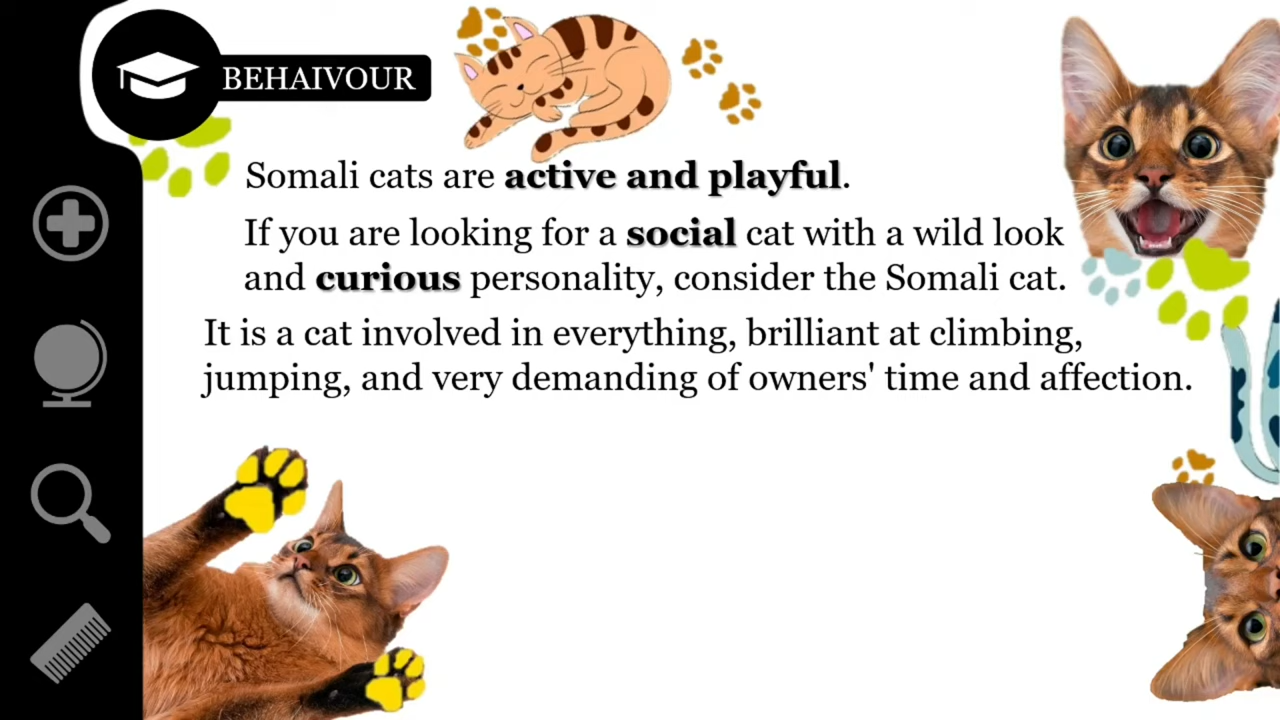 BEHAIVOUR
Somali cats are active and playful.
If you are looking for a social cat with a wild look
and curious personality, consider the Somali cat.
It is a cat involved in everything, brilliant at climbing,
jumping, and very demanding of owners' time and affection.